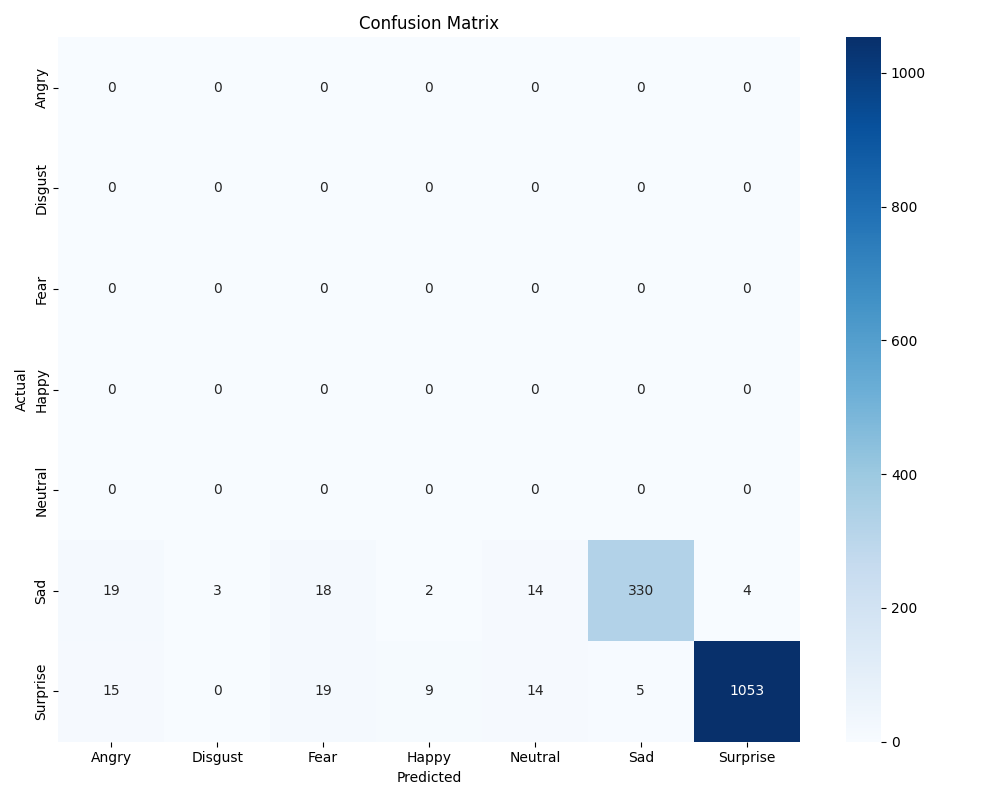 Confusion Matrix
Actual
Angry 0 0 0 0 0 0 0
Disgust 0 0 0 0 0 0 0
Fear 0 0 0 0 0 0 0
Happy 0 0 0 0 0 0 0
Neutral 0 0 0 0 0 0 0
Sad 19 3 18 2 14 330 4
Surprise 15 0 19 9 14 5 1053
Angry Disgust Fear Happy Neutral Sad Surprise
Predicted
1000
800
600
400
200
0